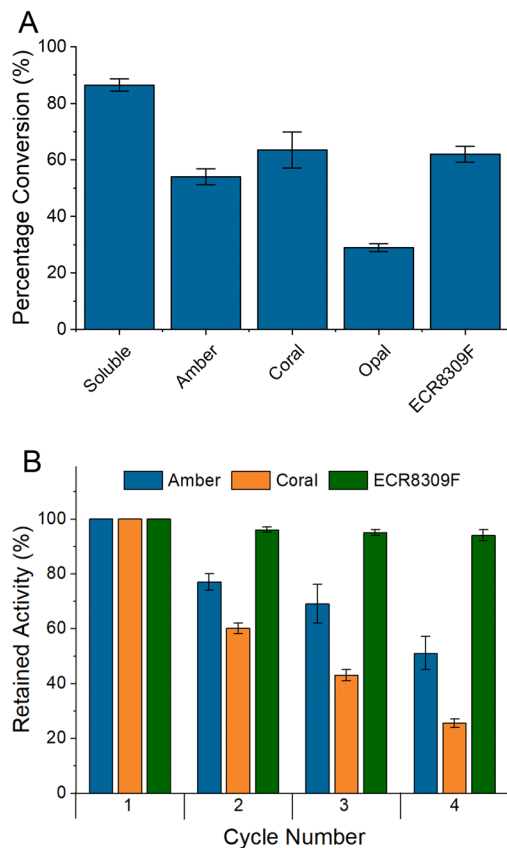 A
Percentage Conversion (%)
100
80
60
40
20
0
Soluble
Amber
Coral
Opal
ECR8309F
B
Amber
Coral
ECR8309F
Retained Activity (%)
100
80
60
40
20
0
1
2
3
4
Cycle Number